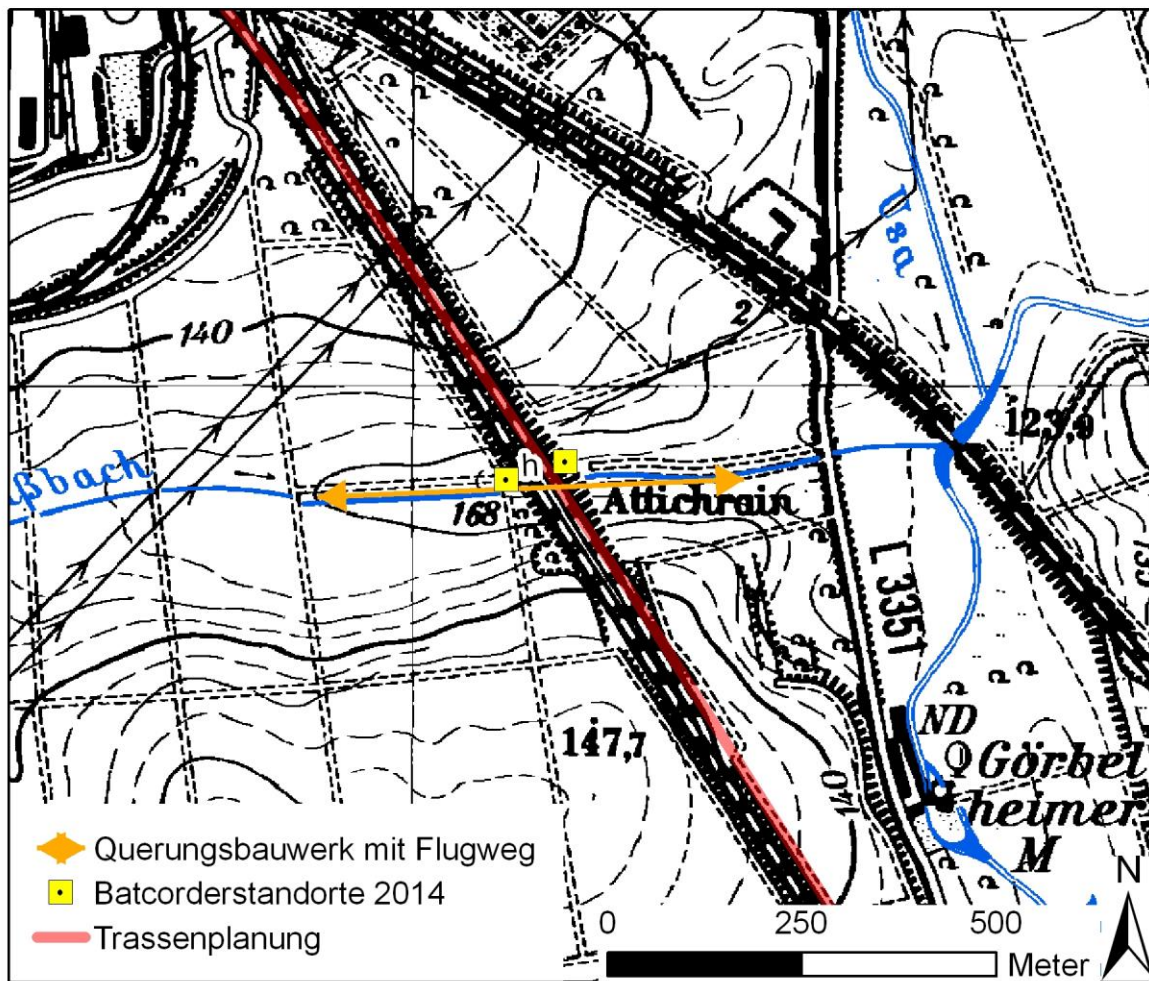 Usa
140
2
123,9
h
ßbach
168
Attichrain
L 3351
135
147,7
140
ND
Görbel
heimer
M
Querungsbauwerk mit Flugweg
Batcorderstandorte 2014
Trassenplanung
N
0 250 500
Meter